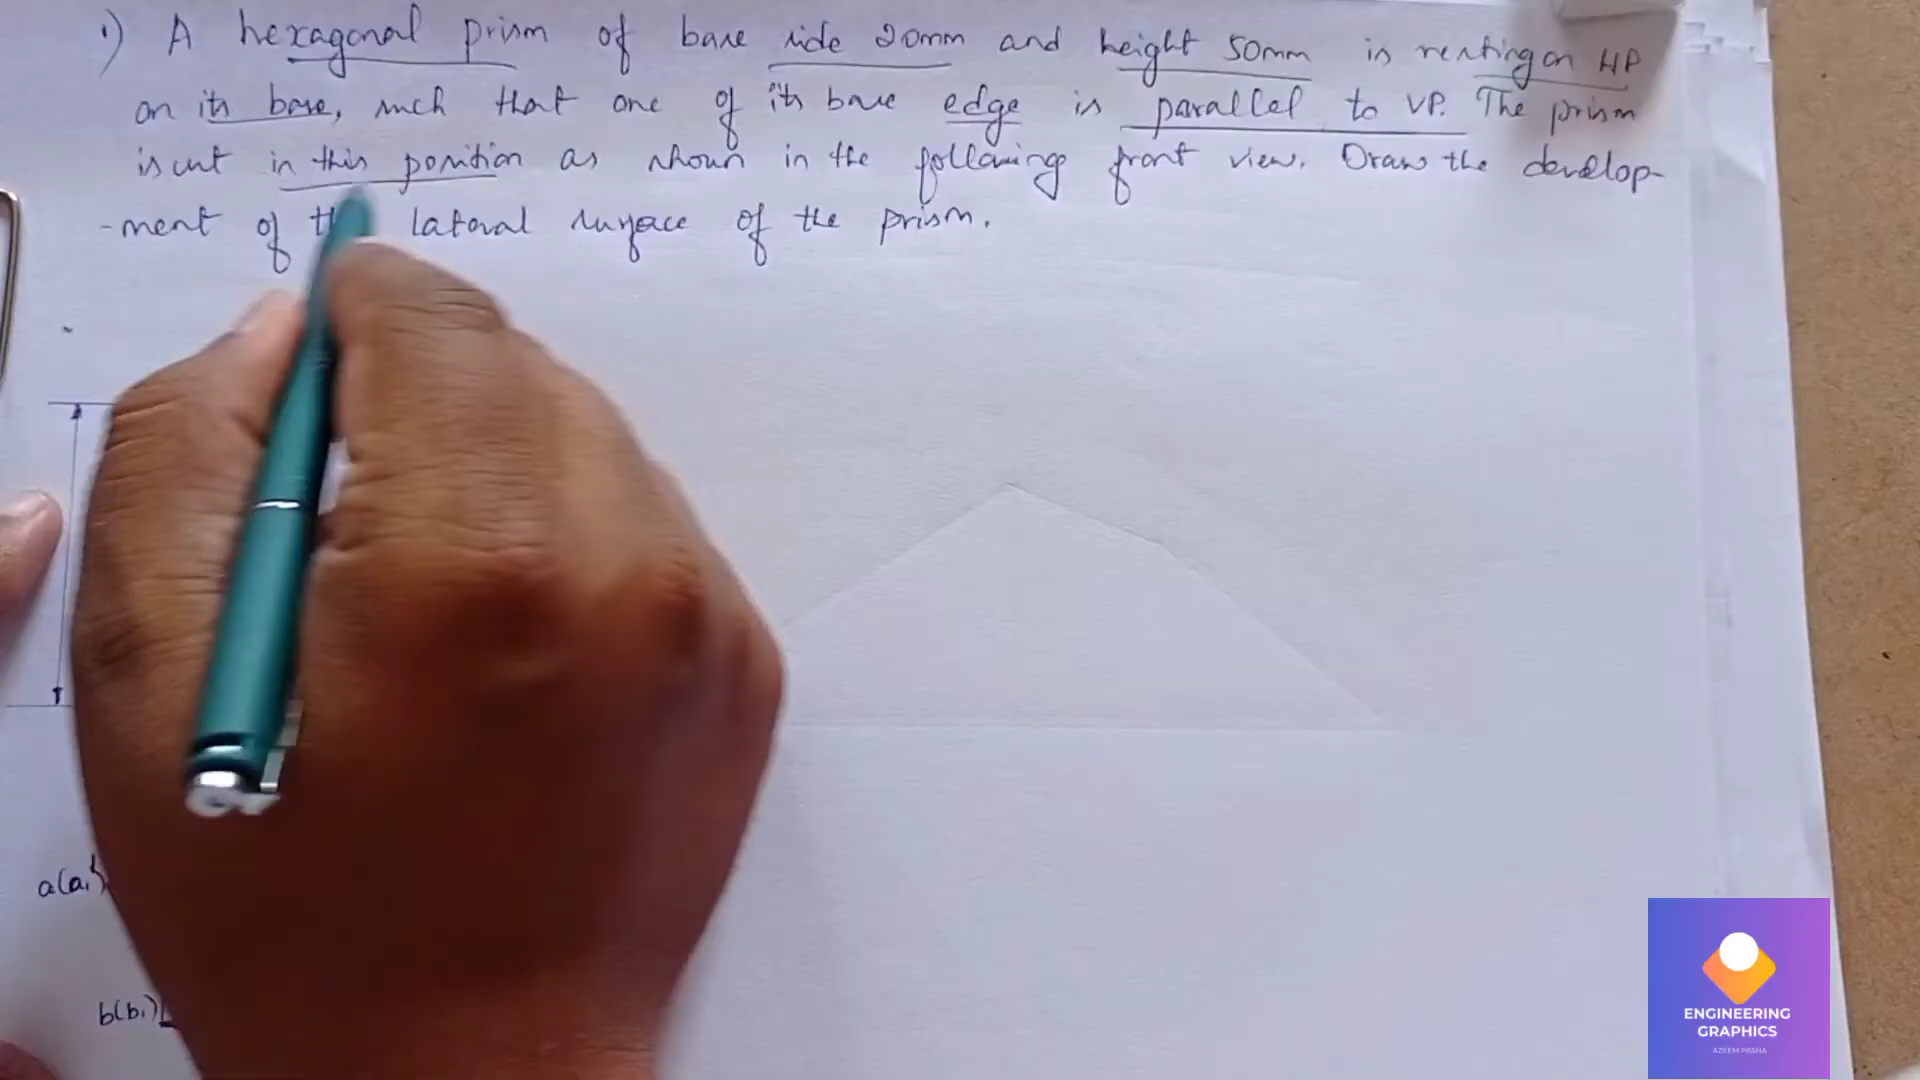 1) A hexagonal prism of base side 20mm and height 50mm is resting on HP
on its base, such that one of its base edge is parallel to VP. The prism
is cut in this position as shown in the following front view. Draw the develop-
-ment of the lateral surface of the prism.
a(a₁)
b(b₁)
ENGINEERING
GRAPHICS
AZEEM PASHA